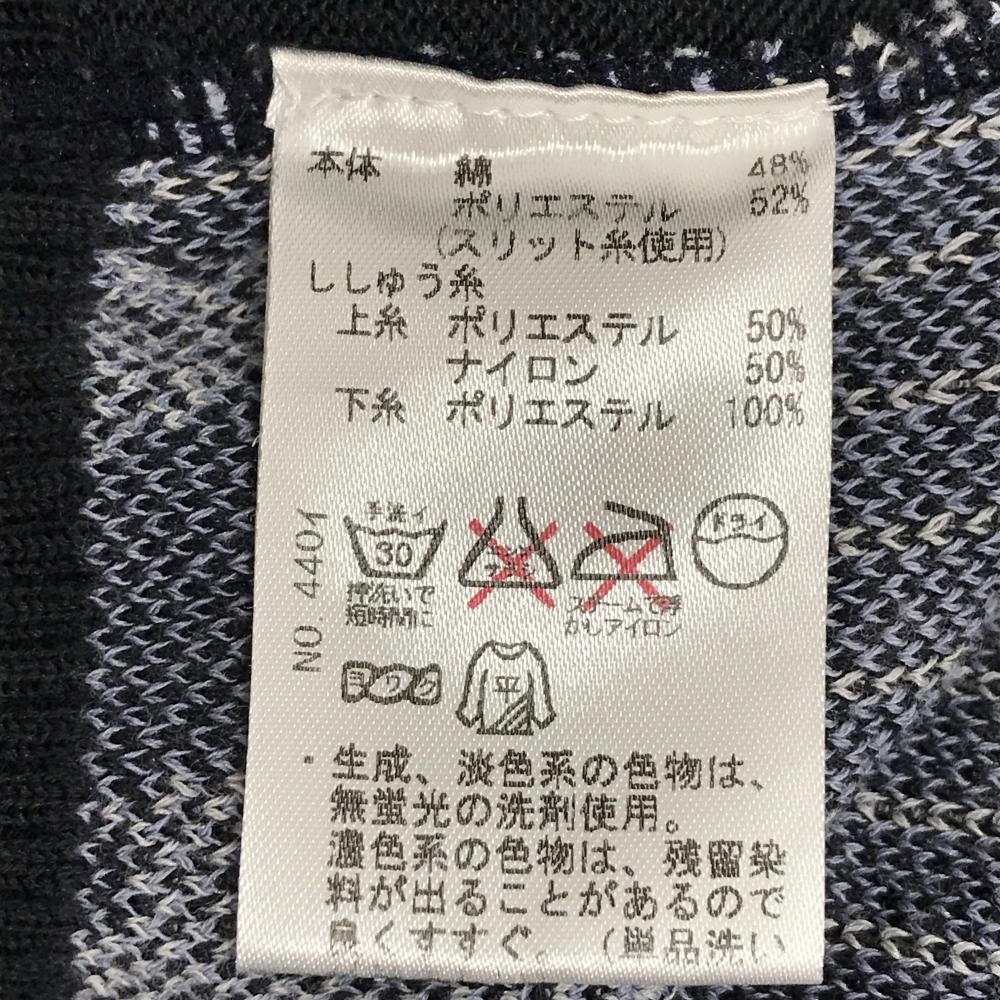 本体 綿 48%
ポリエステル 52%
(スリット糸使用)
ししゅう糸
上糸 ポリエステル 50%
ナイロン 50%
下糸 ポリエステル 100%
NO. 4401
手洗イ
30
押洗いで
短時間に
スチームで浮
かしアイロン
ドライ
ヨワク
平
・生成、淡色系の色物は、
無蛍光の洗剤使用。
濃色系の色物は、残留染
料が出ることがあるので
良くすすぐ。(単品洗い